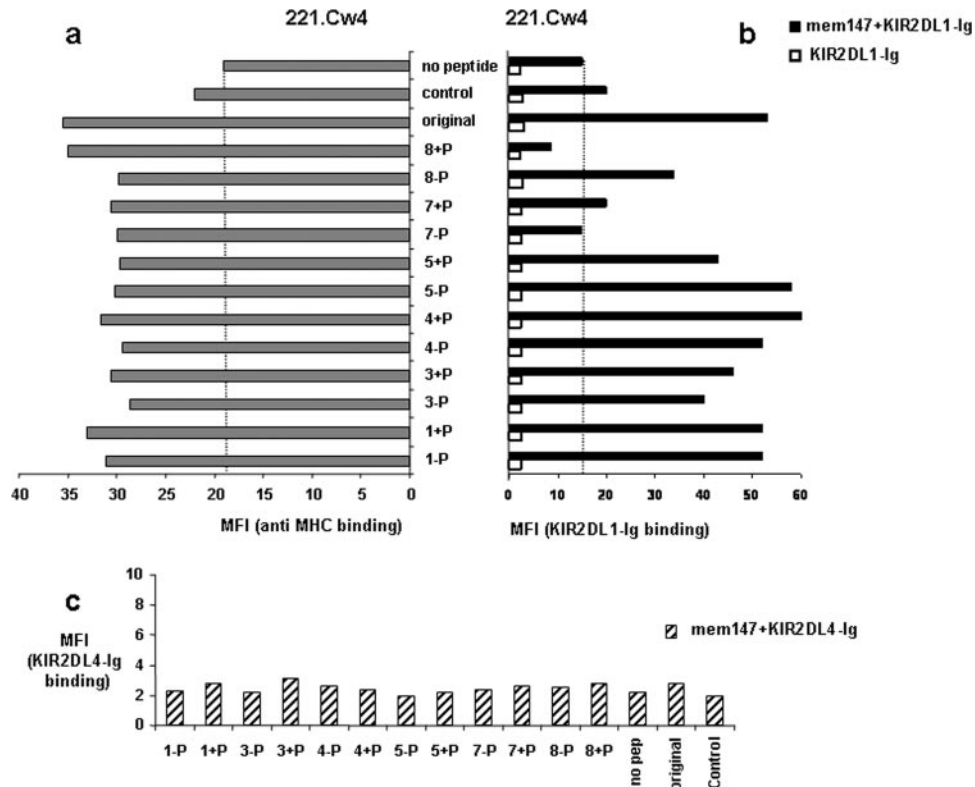 a
221.Cw4
221.Cw4
b
mem147+KIR2DL1-Ig
KIR2DL1-Ig
no peptide
control
original
8+P
8-P
7+P
7-P
5+P
5-P
4+P
4-P
3+P
3-P
1+P
1-P
40 35 30 25 20 15 10 5 0
0 10 20 30 40 50 60
MFI (anti MHC binding)
MFI (KIR2DL1-Ig binding)
c
MFI
(KIR2DL4-Ig
binding)
10
8
6
4
2
0
mem147+KIR2DL4-Ig
1-P 1+P 3-P 3+P 4-P 4+P 5-P 5+P 7-P 7+P 8-P 8+P no pep original Control